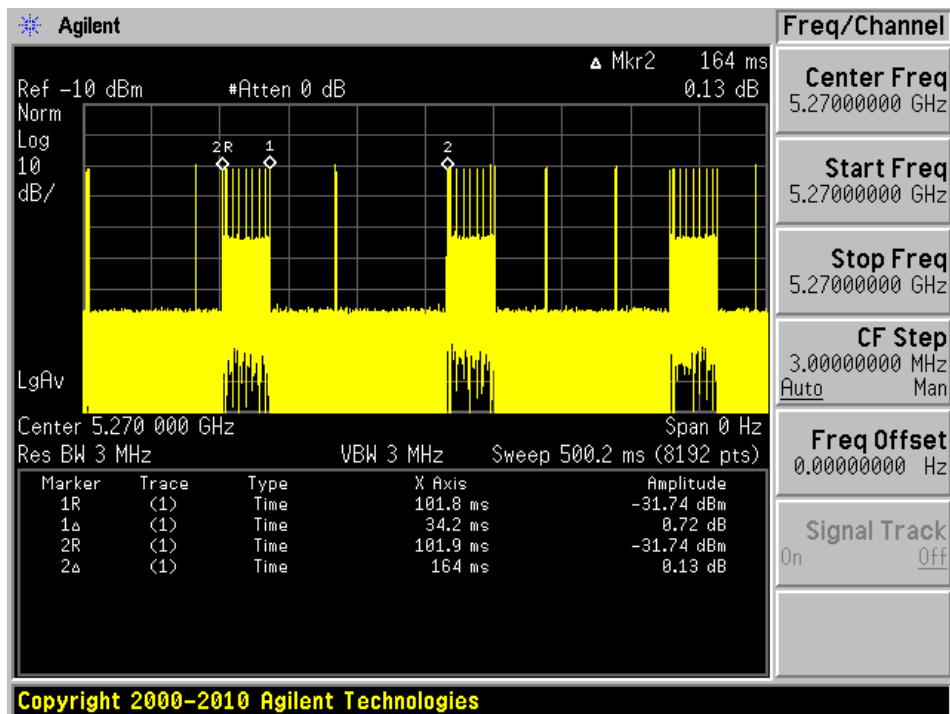 Agilent
Freq/Channel
Δ Mkr2 164 ms
Ref -10 dBm #Atten 0 dB 0.13 dB
Norm
Log
10
dB/
2R 1 2
LgAv
Center 5.270 000 GHz Span 0 Hz
Res BW 3 MHz VBW 3 MHz Sweep 500.2 ms (8192 pts)
Marker Trace Type X Axis Amplitude
1R (1) Time 101.8 ms -31.74 dBm
1Δ (1) Time 34.2 ms 0.72 dB
2R (1) Time 101.9 ms -31.74 dBm
2Δ (1) Time 164 ms 0.13 dB
Center Freq
5.27000000 GHz
Start Freq
5.27000000 GHz
Stop Freq
5.27000000 GHz
CF Step
3.00000000 MHz
Auto Man
Freq Offset
0.00000000 Hz
Signal Track
On Off
Copyright 2000-2010 Agilent Technologies